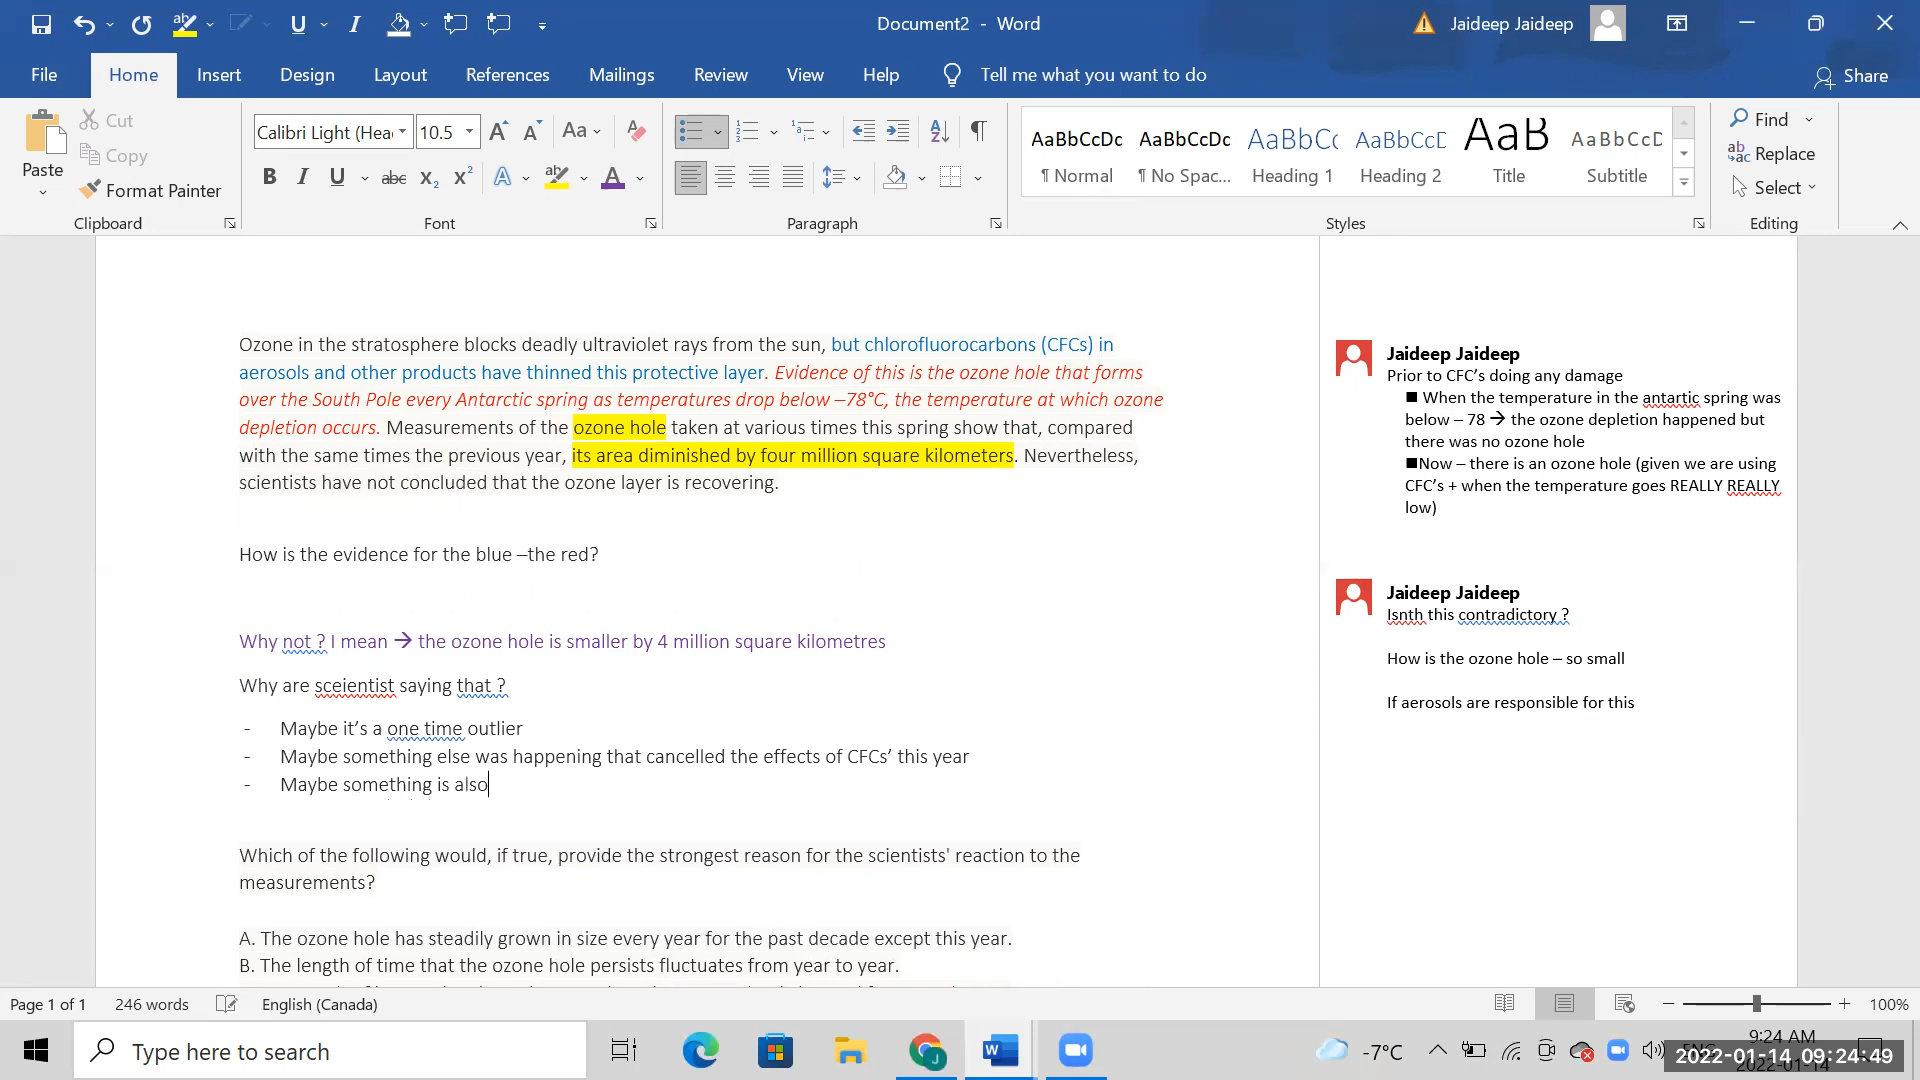 Document2 - Word
Jaideep Jaideep
File Home Insert Design Layout References Mailings Review View Help Tell me what you want to do Share
Paste
Cut
Copy
Format Painter
Clipboard
Calibri Light (Hea
10.5
Font
Paragraph
AaBbCcDc AaBbCcDc AaBbCc AaBbCcD AaB AaBbCcD
¶ Normal ¶ No Spac... Heading 1 Heading 2 Title Subtitle
Styles
Find
Replace
Select
Editing
Ozone in the stratosphere blocks deadly ultraviolet rays from the sun, but chlorofluorocarbons (CFCs) in
aerosols and other products have thinned this protective layer. Evidence of this is the ozone hole that forms
over the South Pole every Antarctic spring as temperatures drop below –78°C, the temperature at which ozone
depletion occurs. Measurements of the ozone hole taken at various times this spring show that, compared
with the same times the previous year, its area diminished by four million square kilometers. Nevertheless,
scientists have not concluded that the ozone layer is recovering.
How is the evidence for the blue –the red?
Why not ? I mean → the ozone hole is smaller by 4 million square kilometres
Why are sceientist saying that ?
- Maybe it’s a one time outlier
- Maybe something else was happening that cancelled the effects of CFCs’ this year
- Maybe something is also
Which of the following would, if true, provide the strongest reason for the scientists' reaction to the
measurements?
A. The ozone hole has steadily grown in size every year for the past decade except this year.
B. The length of time that the ozone hole persists fluctuates from year to year.
Jaideep Jaideep
Prior to CFC’s doing any damage
■ When the temperature in the antartic spring was
below – 78 → the ozone depletion happened but
there was no ozone hole
■Now – there is an ozone hole (given we are using
CFC’s + when the temperature goes REALLY REALLY
low)
Jaideep Jaideep
Isnth this contradictory ?
How is the ozone hole – so small
If aerosols are responsible for this
Page 1 of 1 246 words English (Canada) 100%
Type here to search
-7°C
9:24 AM
2022-01-14 09:24:49